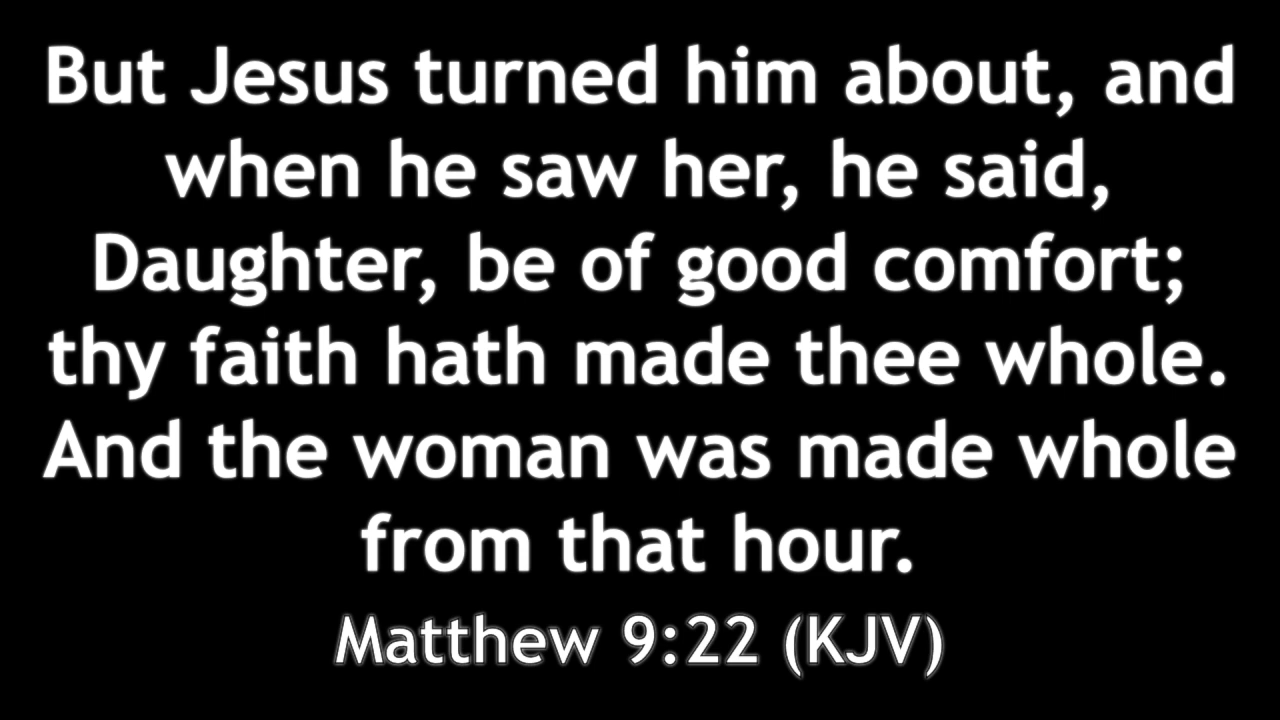 But Jesus turned him about, and
when he saw her, he said,
Daughter, be of good comfort;
thy faith hath made thee whole.
And the woman was made whole
from that hour.
Matthew 9:22 (KJV)